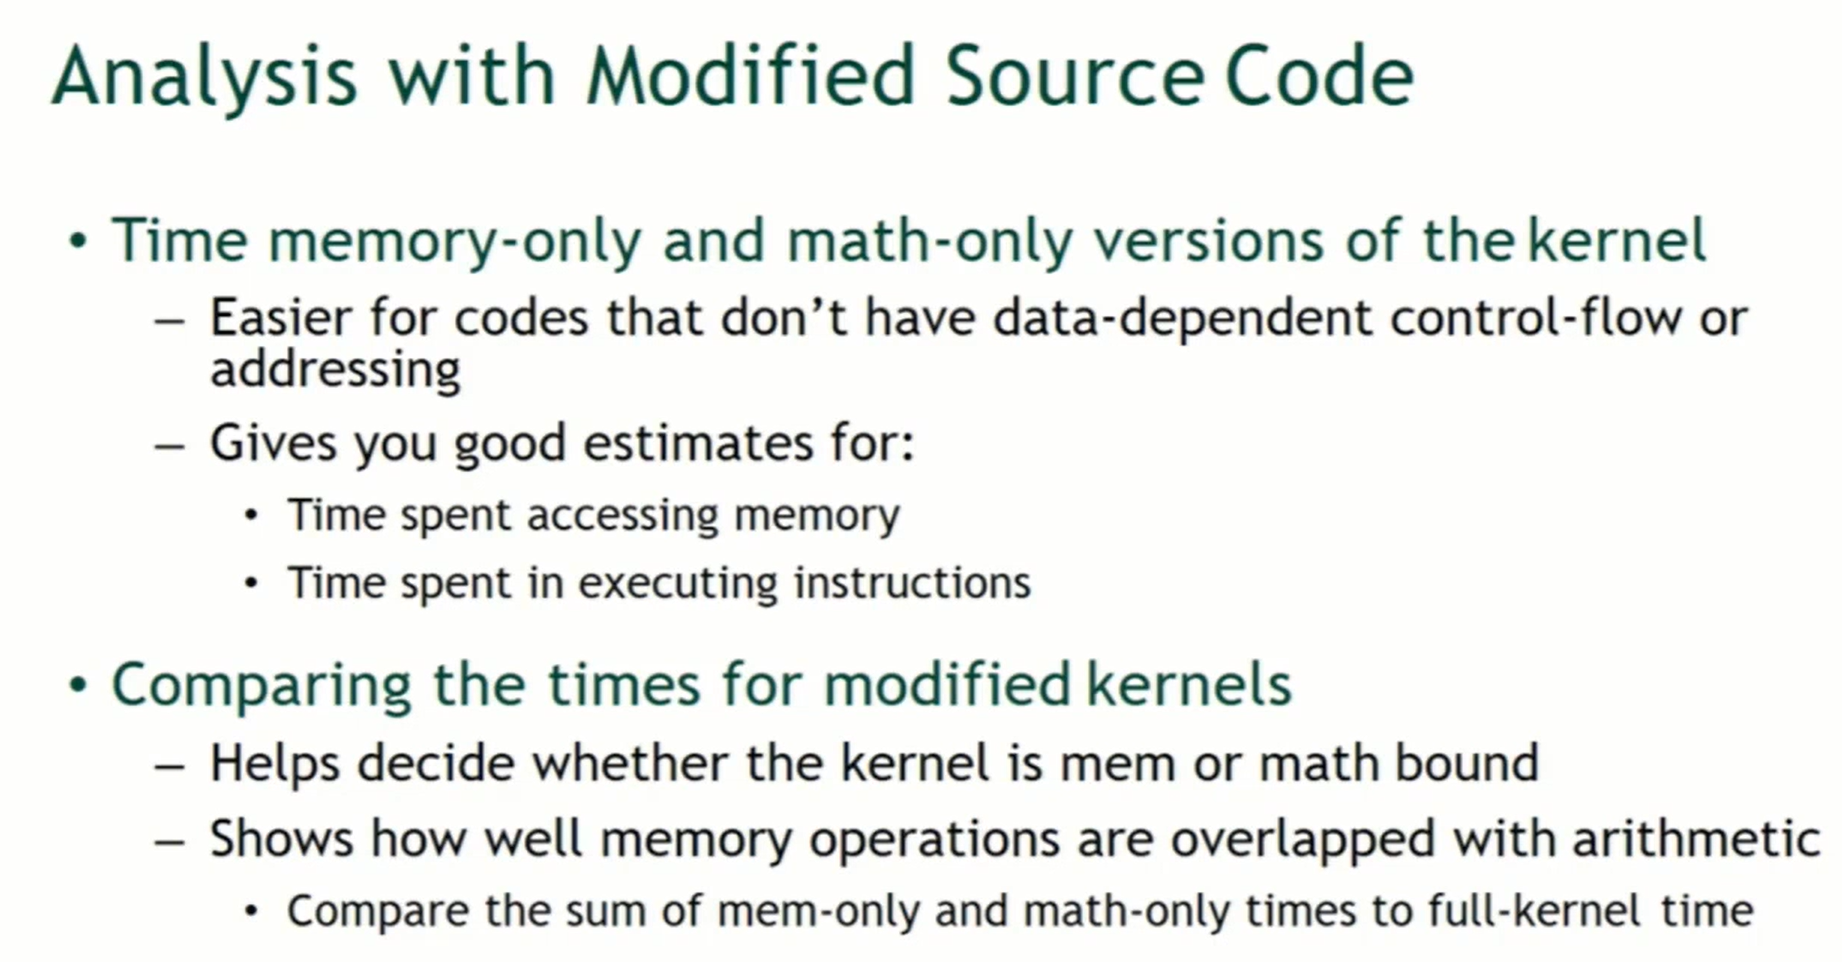 Analysis with Modified Source Code
• Time memory-only and math-only versions of the kernel
– Easier for codes that don’t have data-dependent control-flow or
addressing
– Gives you good estimates for:
• Time spent accessing memory
• Time spent in executing instructions
• Comparing the times for modified kernels
– Helps decide whether the kernel is mem or math bound
– Shows how well memory operations are overlapped with arithmetic
• Compare the sum of mem-only and math-only times to full-kernel time